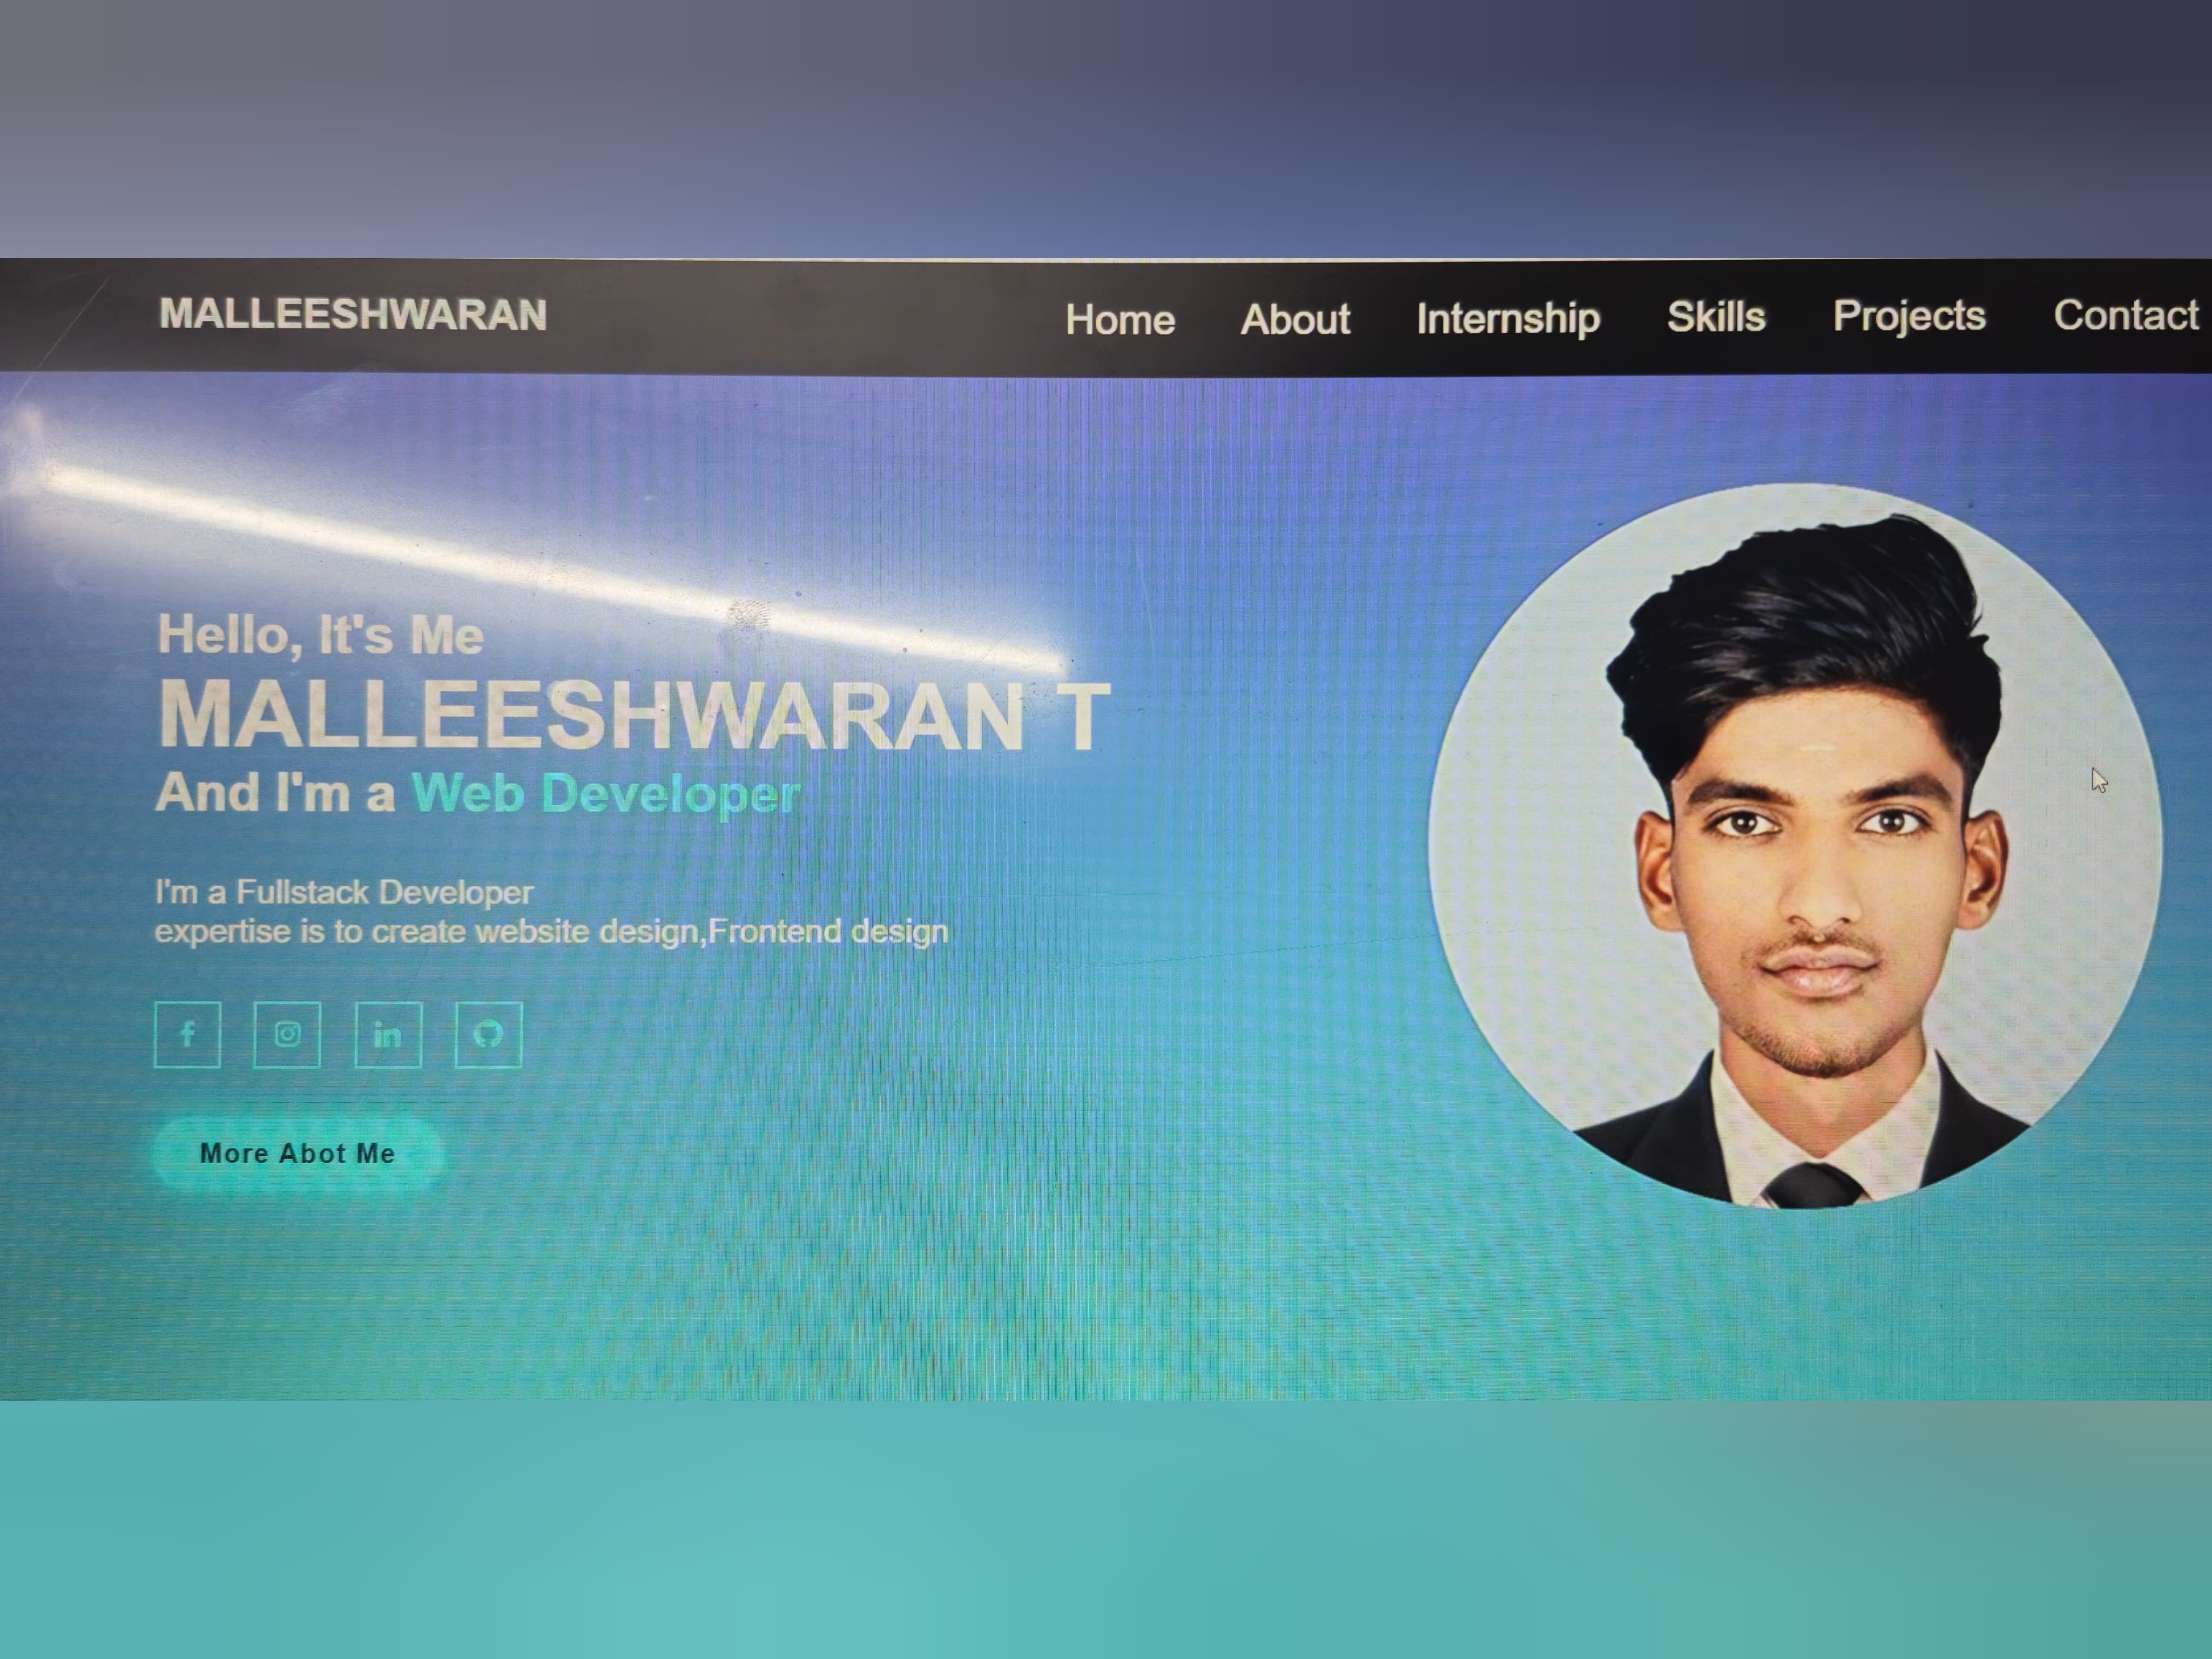 MALLEESHWARAN
Home About Internship Skills Projects Contact
Hello, It's Me
MALLEESHWARAN T
And I'm a Web Developer
I'm a Fullstack Developer
expertise is to create website design,Frontend design
More Abot Me